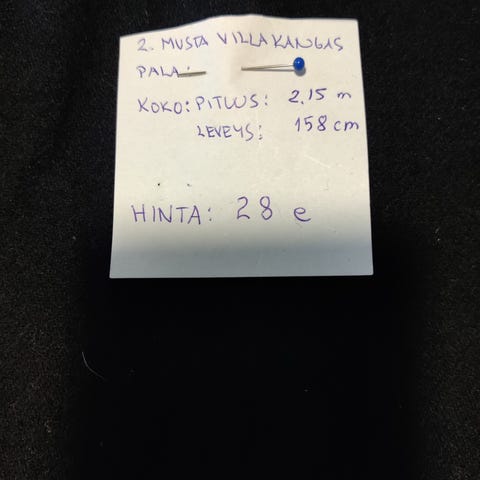 2. MUSTA VILLAKANGAS
PALA:
KOKO: PITUUS: 2.15 m
LEVEYS: 158 cm
HINTA: 28 e